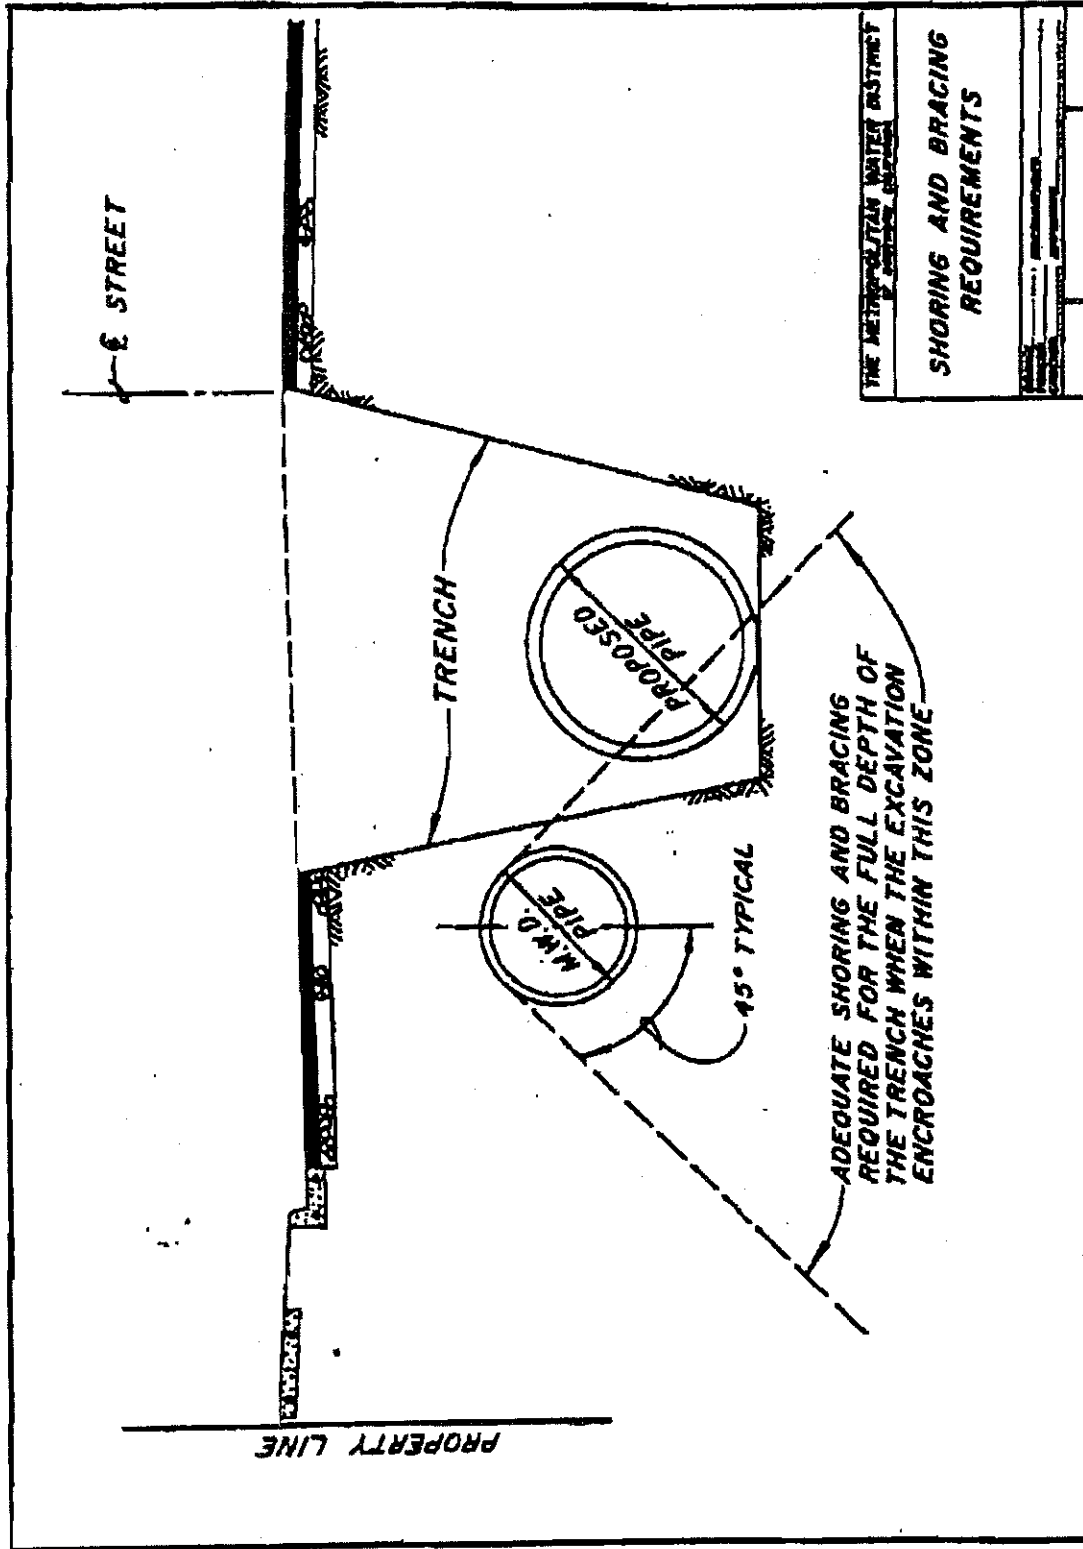 ℄ STREET
TRENCH
PROPOSED
PIPE
M.W.D.
PIPE
45° TYPICAL
PROPERTY LINE
ADEQUATE SHORING AND BRACING
REQUIRED FOR THE FULL DEPTH OF
THE TRENCH WHEN THE EXCAVATION
ENCROACHES WITHIN THIS ZONE
THE METROPOLITAN WATER DISTRICT
SHORING AND BRACING
REQUIREMENTS